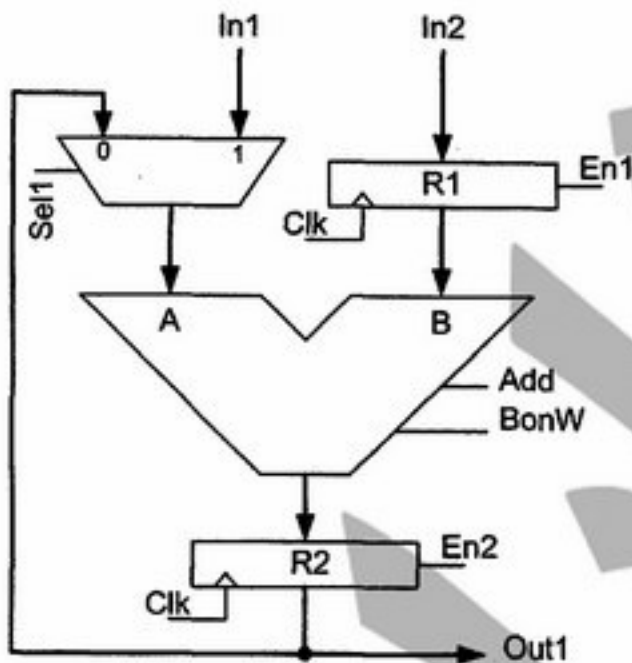 In1 In2
0 1
Sel1
R1 En1
Clk
A B
Add
BonW
R2 En2
Clk
Out1